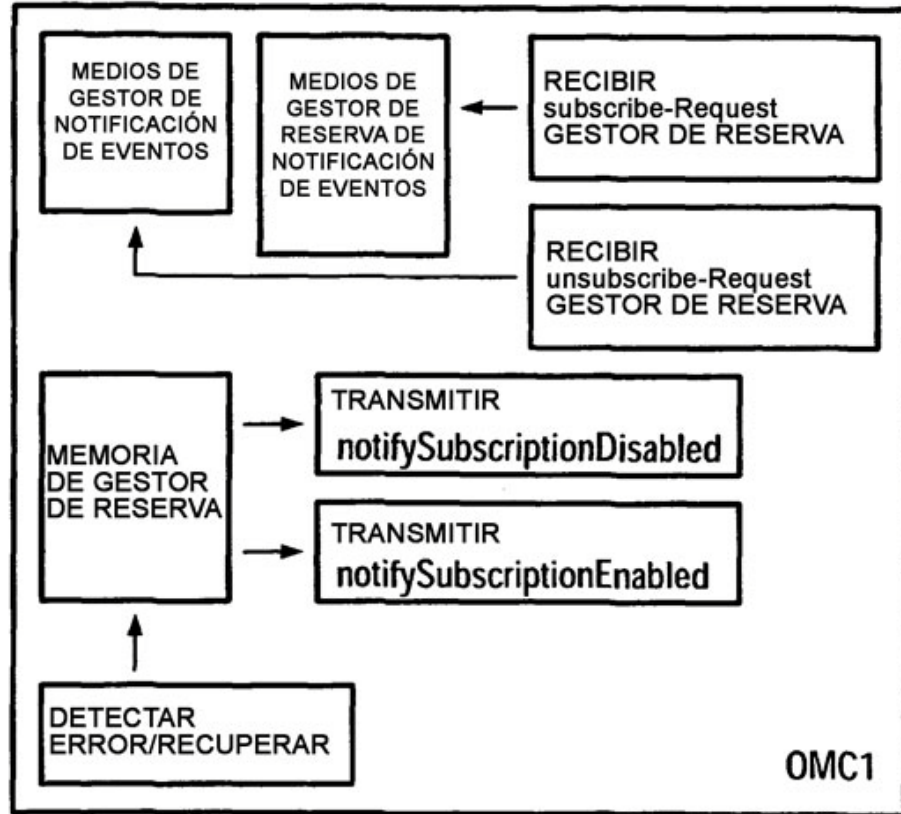 MEDIOS DE
GESTOR DE
NOTIFICACIÓN
DE EVENTOS
MEDIOS DE
GESTOR DE
RESERVA DE
NOTIFICACIÓN
DE EVENTOS
RECIBIR
subscribe-Request
GESTOR DE RESERVA
RECIBIR
unsubscribe-Request
GESTOR DE RESERVA
MEMORIA
DE GESTOR
DE RESERVA
TRANSMITIR
notifySubscriptionDisabled
TRANSMITIR
notifySubscriptionEnabled
DETECTAR
ERROR/RECUPERAR
OMC1